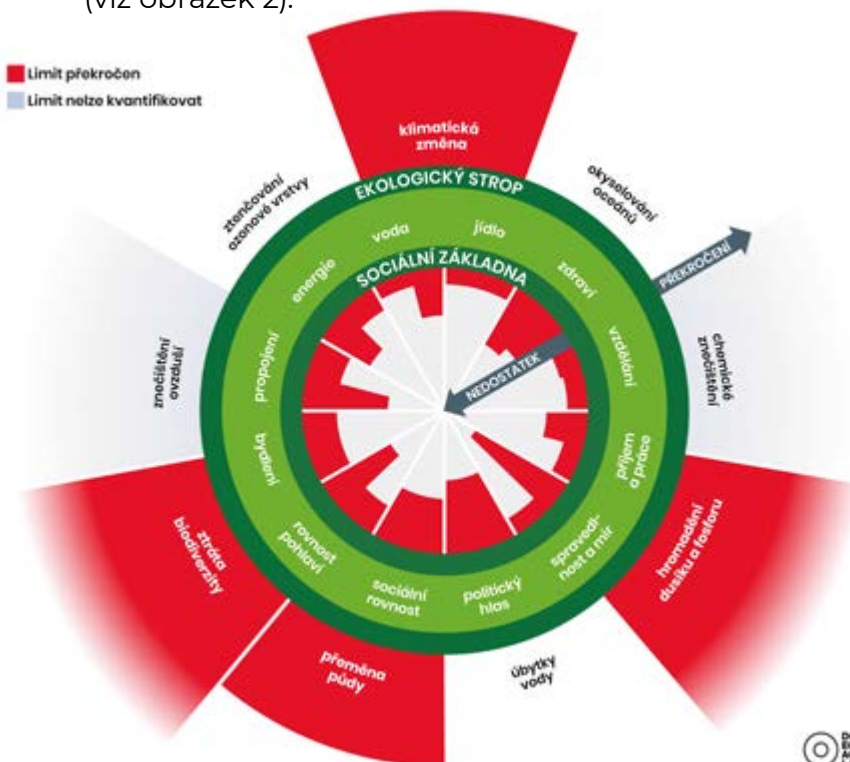 (viz obrázek 2).
Limit překročen
Limit nelze kvantifikovat
klimatická
změna
okyselování
oceánů
ztenčování
ozonové vrstvy
EKOLOGICKÝ STROP
PŘEKROČENÍ
voda
jídlo
energie
zdraví
SOCIÁLNÍ ZÁKLADNA
NEDOSTATEK
propojení
vzdělání
znečištění
ovzduší
chemické
znečištění
bydlení
příjem
a práce
rovnost
pohlaví
spravedl-
nost a mír
sociální
rovnost
politický
hlas
ztráta
biodiverzity
hromadění
dusíku a fosforu
přeměna
půdy
úbytky
vody